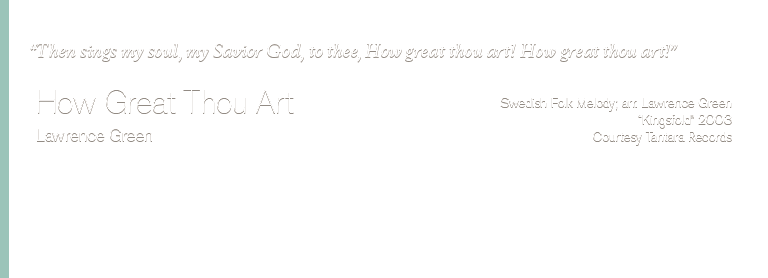 "Then sings my soul, my Savior God, to thee, How great thou art! How great thou art!"
How Great Thou Art
Lawrence Green
Swedish Folk Melody; arr. Lawrence Green
"Kingsfold" 2003
Courtesy Tantara Records